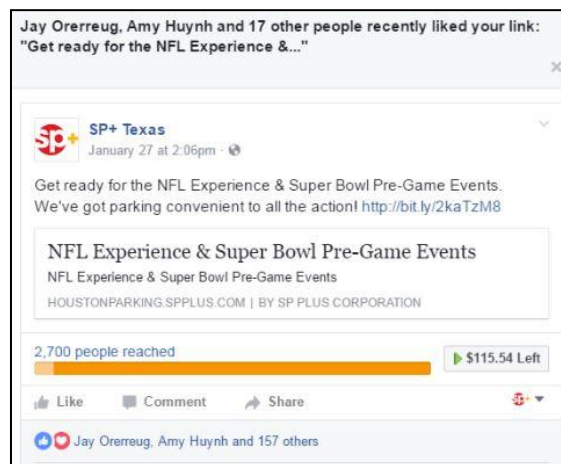 Jay Orerreug, Amy Huynh and 17 other people recently liked your link:
"Get ready for the NFL Experience &..."
sp+
SP+ Texas
January 27 at 2:06pm ·
Get ready for the NFL Experience & Super Bowl Pre-Game Events.
We've got parking convenient to all the action! http://bit.ly/2kaTzM8
NFL Experience & Super Bowl Pre-Game Events
NFL Experience & Super Bowl Pre-Game Events
HOUSTONPARKING.SPPLUS.COM | BY SP PLUS CORPORATION
2,700 people reached
$115.54 Left
Like Comment Share
Jay Orerreug, Amy Huynh and 157 others